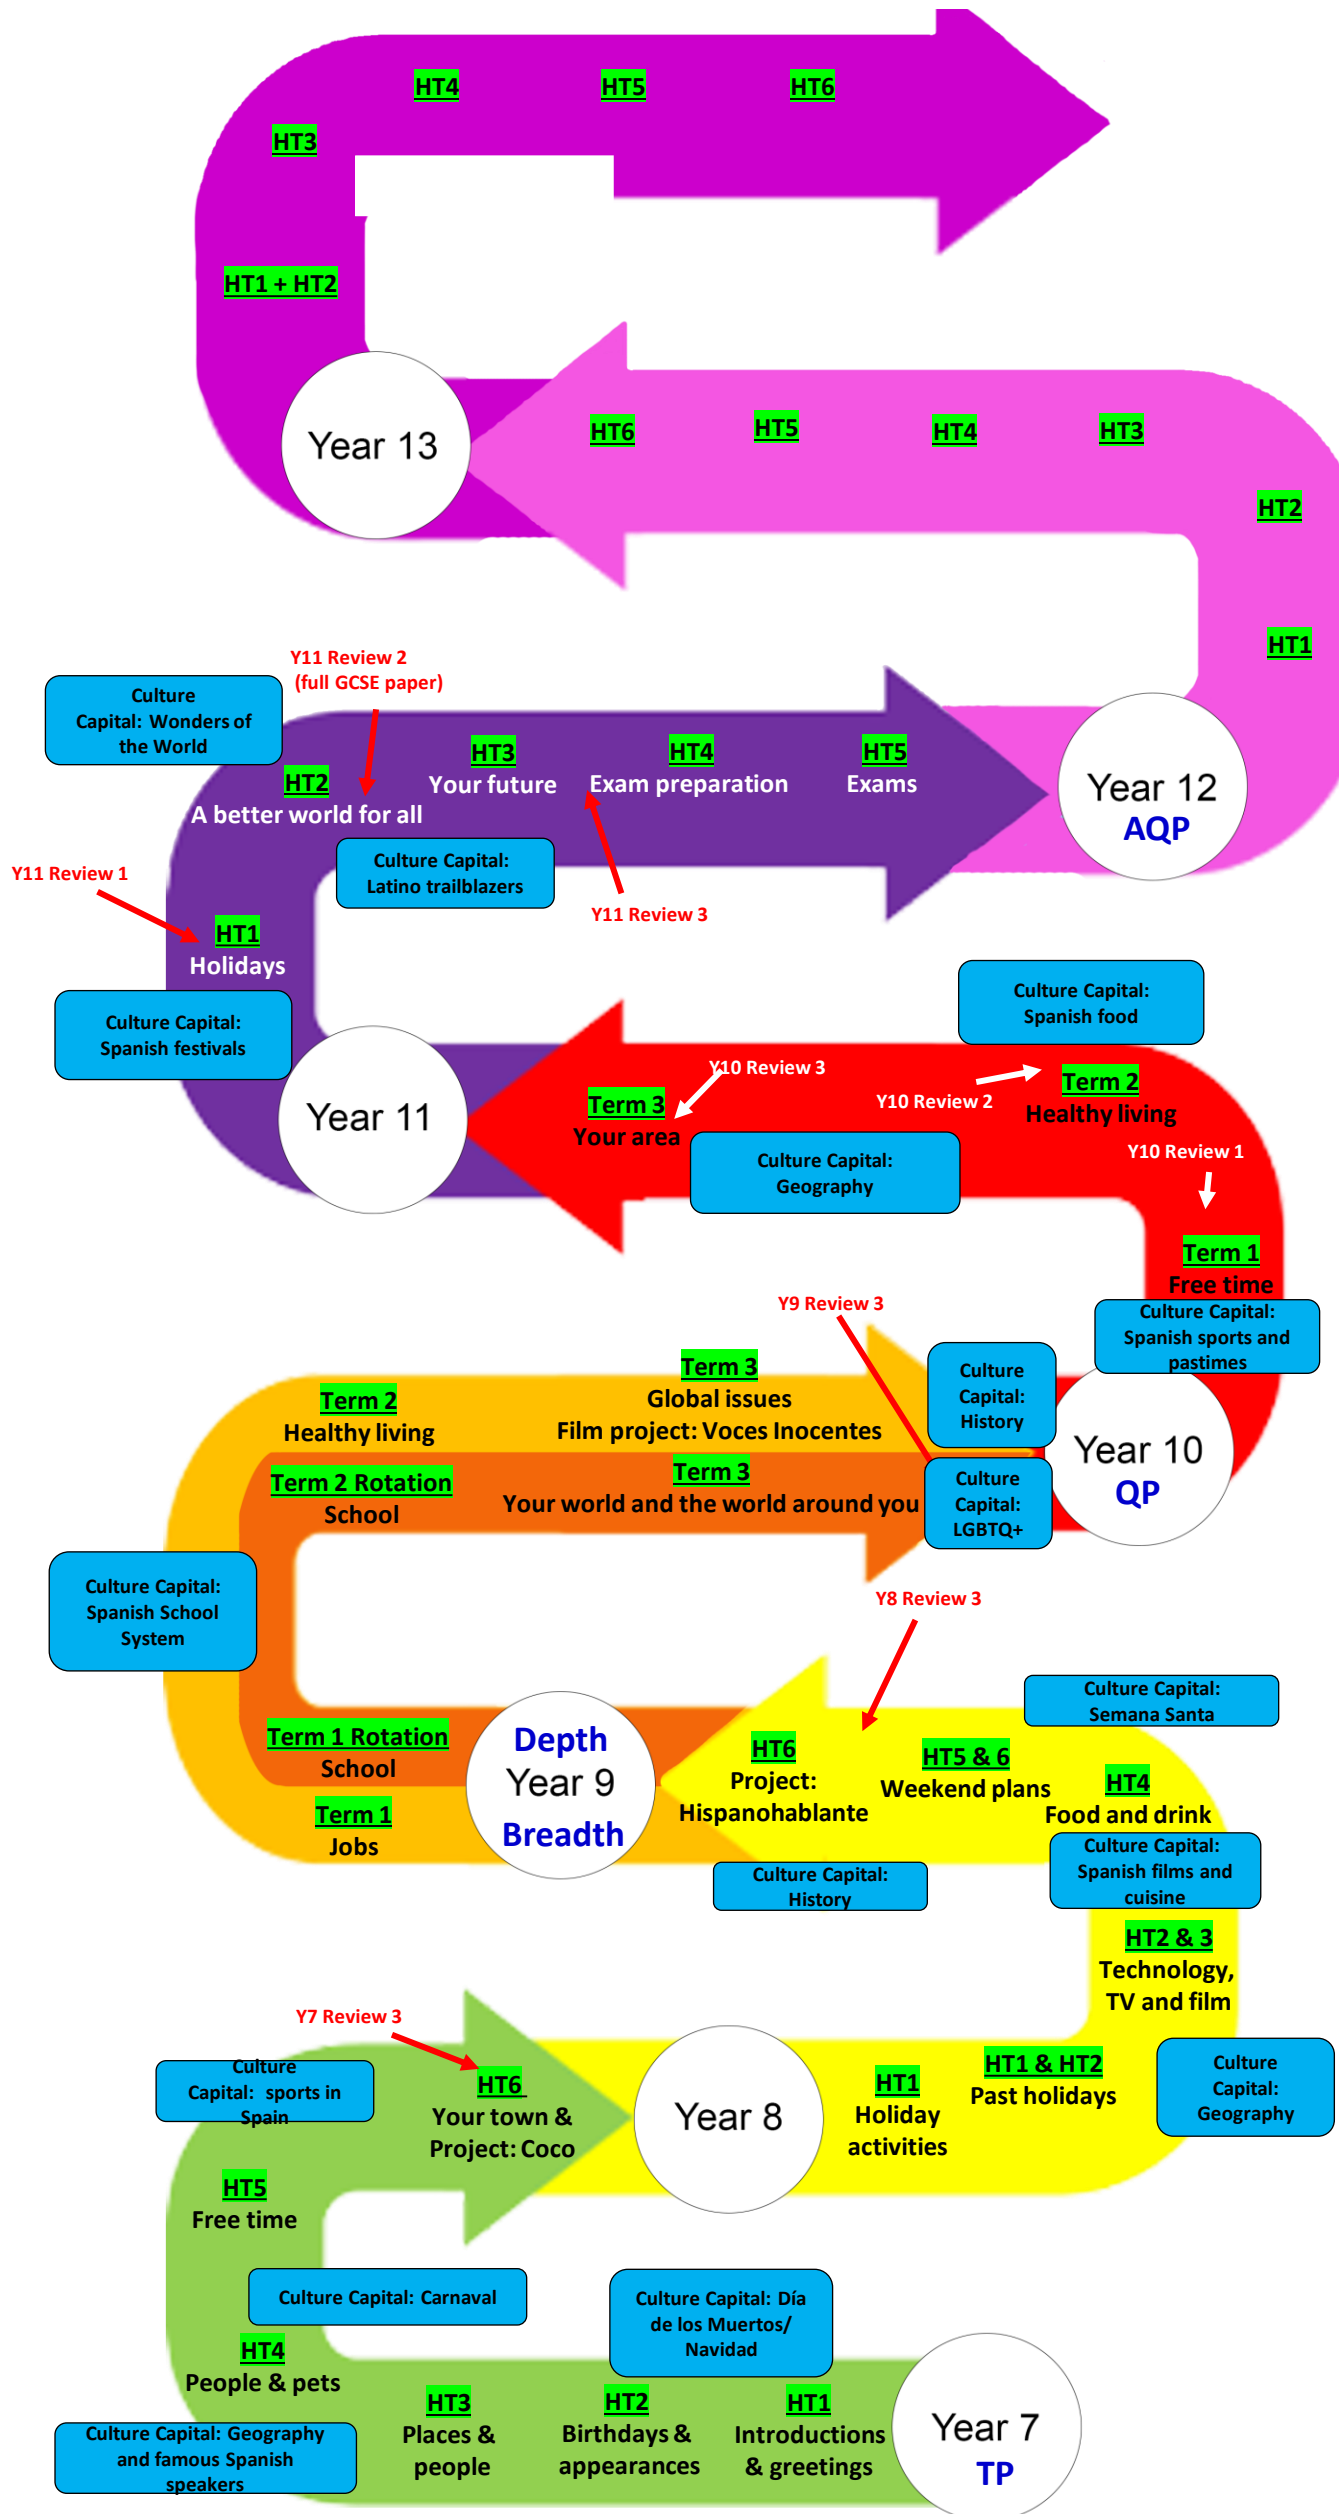 HT4
HT5
HT6
HT3
HT1 + HT2
Year 13
HT6
HT5
HT4
HT3
HT2
HT1
Y11 Review 2
(full GCSE paper)
Culture
Capital: Wonders of
the World
HT2
A better world for all
HT3
Your future
HT4
Exam preparation
HT5
Exams
Year 12
AQP
Culture Capital:
Latino trailblazers
Y11 Review 1
Y11 Review 3
HT1
Holidays
Culture Capital:
Spanish festivals
Year 11
Culture Capital:
Spanish food
Y10 Review 3
Term 3
Your area
Y10 Review 2
Term 2
Healthy living
Culture Capital:
Geography
Y10 Review 1
Term 1
Free time
Culture Capital:
Spanish sports and
pastimes
Y9 Review 3
Term 2
Healthy living
Term 3
Global issues
Film project: Voces Inocentes
Culture
Capital:
History
Year 10
QP
Term 2 Rotation
School
Term 3
Your world and the world around you
Culture
Capital:
LGBTQ+
Culture Capital:
Spanish School
System
Y8 Review 3
Term 1 Rotation
School
Term 1
Jobs
Depth
Year 9
Breadth
HT6
Project:
Hispanohablante
HT5 & 6
Weekend plans
Culture Capital:
Semana Santa
HT4
Food and drink
Culture Capital:
History
Culture Capital:
Spanish films and
cuisine
HT2 & 3
Technology,
TV and film
Y7 Review 3
Culture
Capital: sports in
Spain
HT6
Your town &
Project: Coco
Year 8
HT1
Holiday
activities
HT1 & HT2
Past holidays
Culture
Capital:
Geography
HT5
Free time
Culture Capital: Carnaval
Culture Capital: Día
de los Muertos/
Navidad
HT4
People & pets
Culture Capital: Geography
and famous Spanish
speakers
HT3
Places &
people
HT2
Birthdays &
appearances
HT1
Introductions
& greetings
Year 7
TP